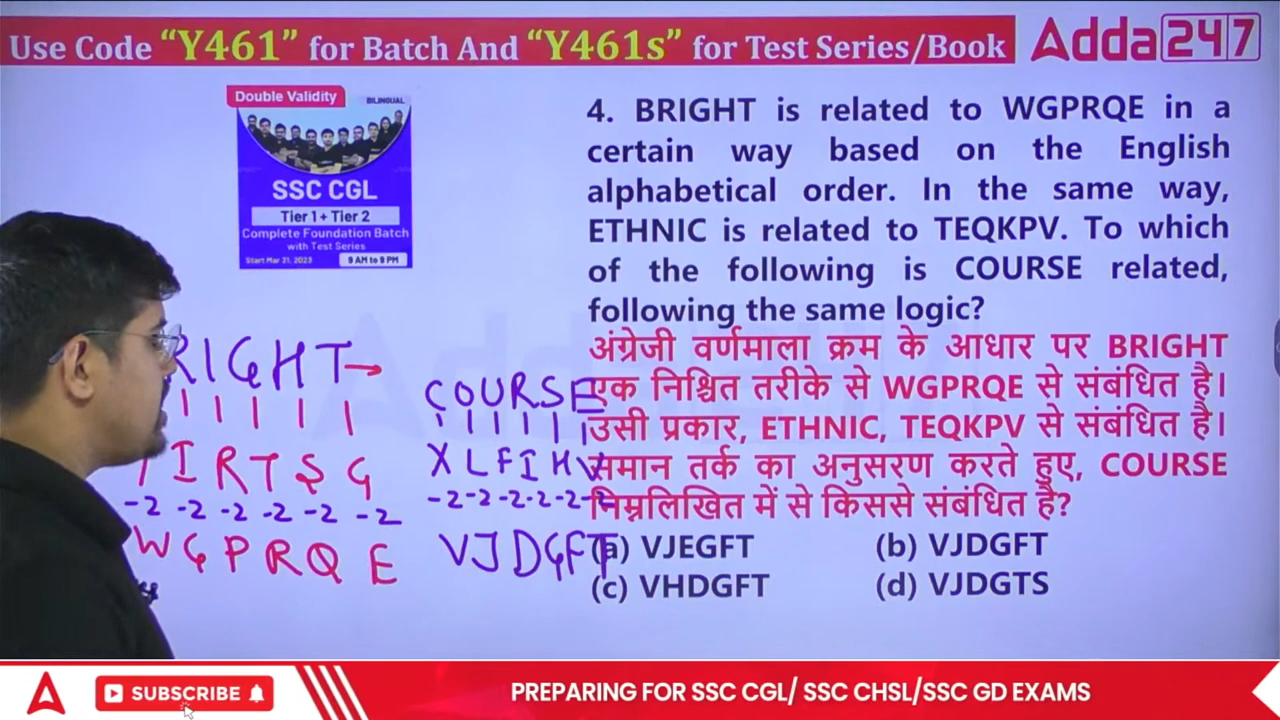 Use Code “Y461” for Batch And “Y461s” for Test Series/Book
Adda247
Double Validity
BILINGUAL
SSC CGL
Tier 1 + Tier 2
Complete Foundation Batch
with Test Series
Start Mar 21, 2023
9 AM to 9 PM
4. BRIGHT is related to WGPRQE in a
certain way based on the English
alphabetical order. In the same way,
ETHNIC is related to TEQKPV. To which
of the following is COURSE related,
following the same logic?
अंग्रेजी वर्णमाला क्रम के आधार पर BRIGHT
एक निश्चित तरीके से WGPRQE से संबंधित है।
उसी प्रकार, ETHNIC, TEQKPV से संबंधित है।
समान तर्क का अनुसरण करते हुए, COURSE
निम्नलिखित में से किससे संबंधित है?
(a) VJEGFT (b) VJDGFT
(c) VHDGFT (d) VJDGTS
RIGHT→
I R T S G
-2 -2 -2 -2 -2 -2
W G P R Q E
COURSE
X L F I H V
-2 -2 -2 -2 -2 -2
VJDGFT
SUBSCRIBE
PREPARING FOR SSC CGL/ SSC CHSL/SSC GD EXAMS